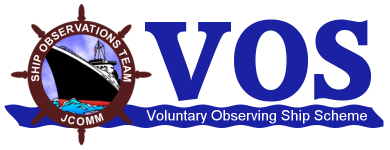 SHIP OBSERVATIONS TEAM
JCOMM
VOS
Voluntary Observing Ship Scheme